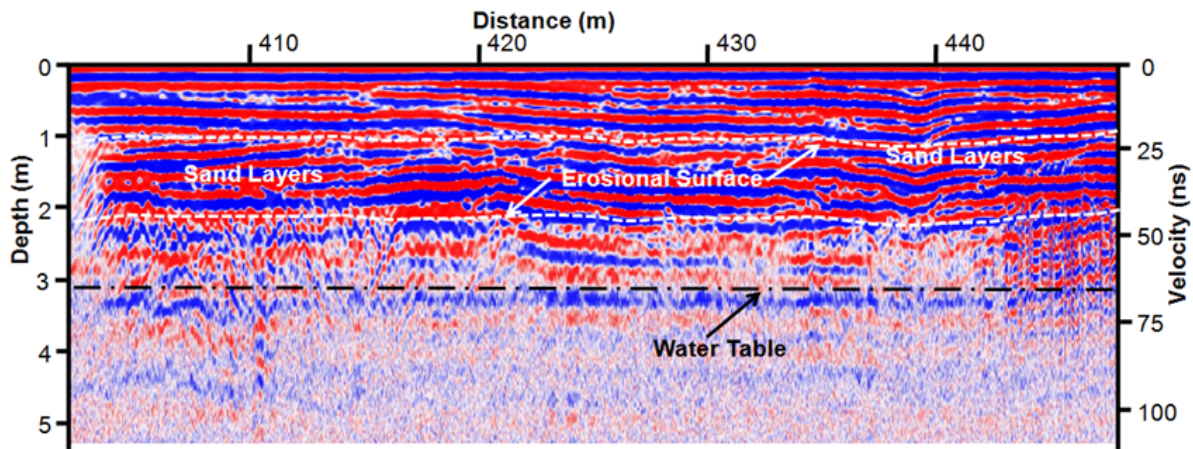 Distance (m)
410 420 430 440
0 0
1
25
Sand Layers
Sand Layers Erosional Surface
2
50
3
75
Water Table
4
100
5
Depth (m)
Velocity (ns)